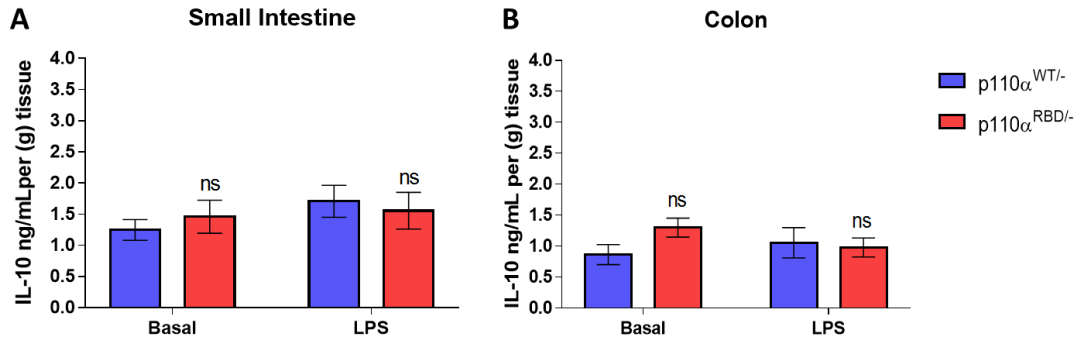 A
Small Intestine
IL-10 ng/mLper (g) tissue
4.0
3.5
3.0
2.5
2.0
1.5
1.0
0.5
0.0
ns
ns
Basal
LPS
B
Colon
IL-10 ng/mL per (g) tissue
4.0
3.5
3.0
2.5
2.0
1.5
1.0
0.5
0.0
ns
ns
Basal
LPS
p110α^WT/-
p110α^RBD/-